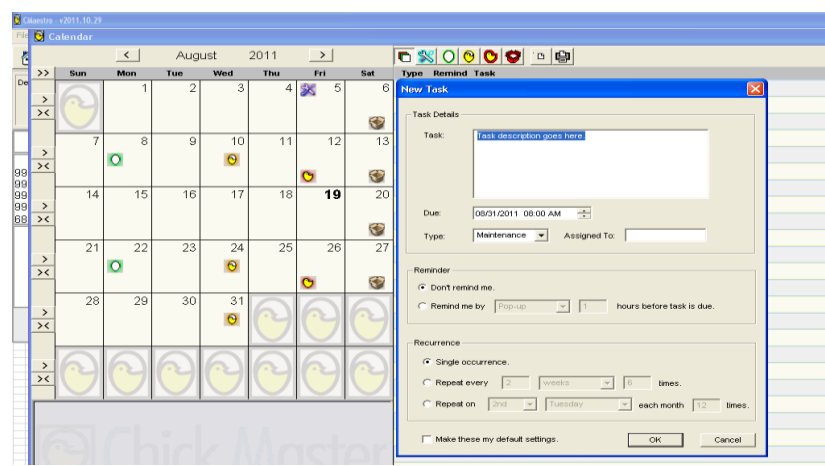 v2011.10.29
Calendar
< August 2011 >
>> Sun Mon Tue Wed Thu Fri Sat
Type Remind Task
1 2 3 4 5 6
>
><
7 8 9 10 11 12 13
>
><
14 15 16 17 18 19 20
>
><
21 22 23 24 25 26 27
>
><
28 29 30 31
>
><
>
><
99
99
99
68
Chick Master
New Task
Task Details
Task: Task description goes here.
Due: 08/31/2011 08:00 AM
Type: Maintenance Assigned To:
Reminder
Don't remind me.
Remind me by Pop-up 1 hours before task is due.
Recurrence
Single occurrence.
Repeat every 2 weeks 6 times.
Repeat on 2nd Tuesday each month 12 times.
Make these my default settings.
OK Cancel